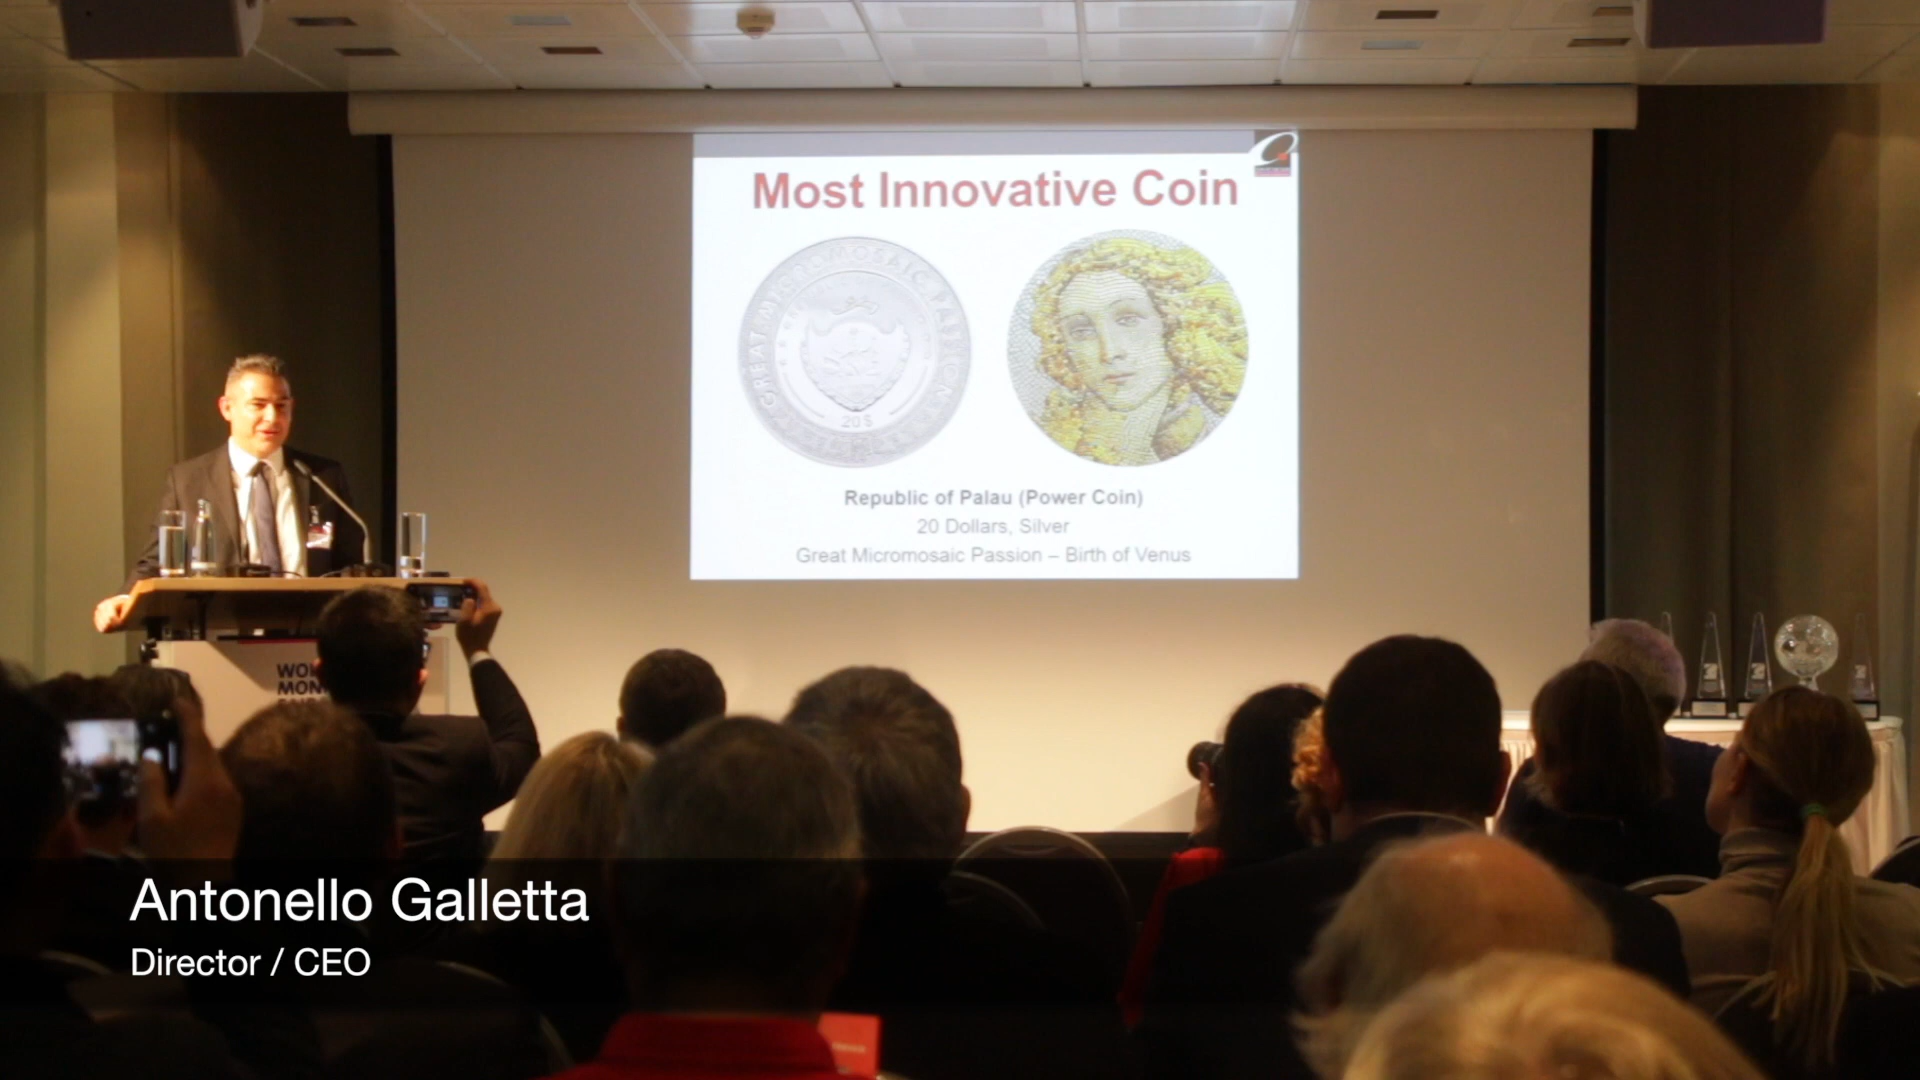 Most Innovative Coin
GREAT MICROMOSAIC PASSION
20$
Republic of Palau (Power Coin)
20 Dollars, Silver
Great Micromosaic Passion – Birth of Venus
Antonello Galletta
Director / CEO